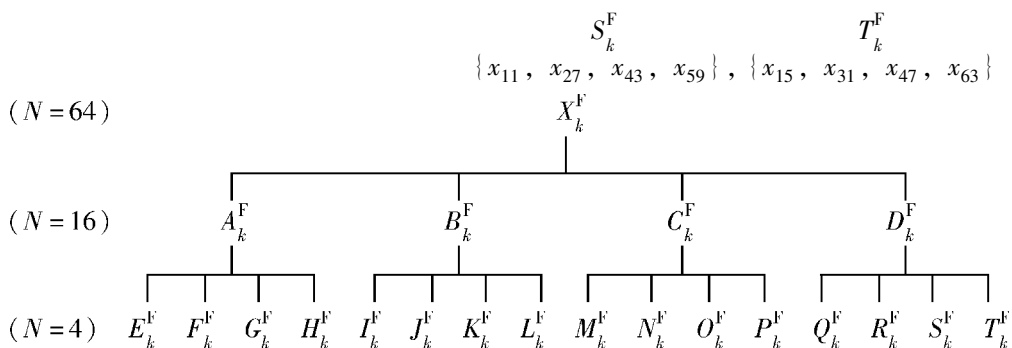 S_k^F T_k^F
{x_11, x_27, x_43, x_59}, {x_15, x_31, x_47, x_63}
(N=64) X_k^F
(N=16) A_k^F B_k^F C_k^F D_k^F
(N=4) E_k^F F_k^F G_k^F H_k^F I_k^F J_k^F K_k^F L_k^F M_k^F N_k^F O_k^F P_k^F Q_k^F R_k^F S_k^F T_k^F